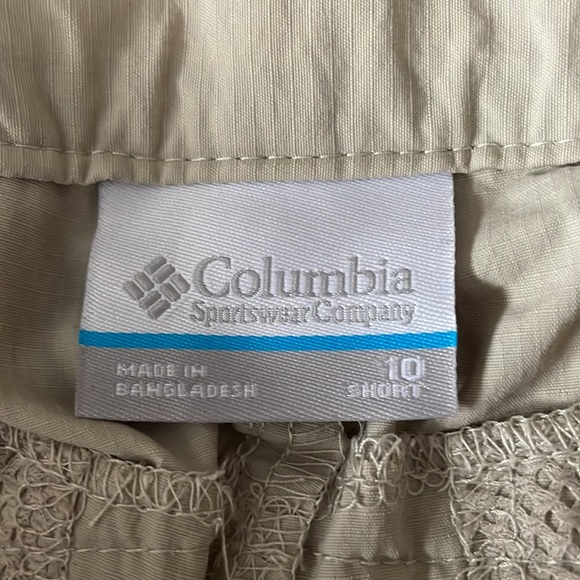 Columbia
Sportswear Company
MADE IN
BANGLADESH
10
SHORT